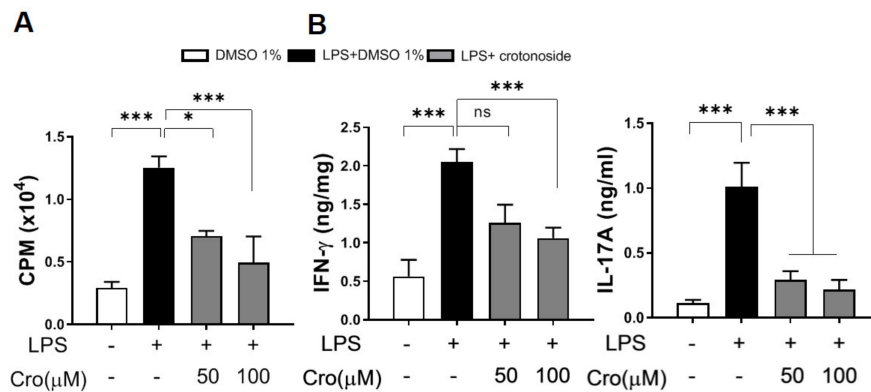 A
B
DMSO 1% LPS+DMSO 1% LPS+ crotonoside
*** * ***
CPM (x10⁴)
1.5
1.0
0.5
0.0
LPS - + + +
Cro(μM) - - 50 100
*** ns ***
IFN-γ (ng/mg)
2.5
2.0
1.5
1.0
0.5
0.0
LPS - + + +
Cro(μM) - - 50 100
*** ***
IL-17A (ng/ml)
1.5
1.0
0.5
0.0
LPS - + + +
Cro(μM) - - 50 100